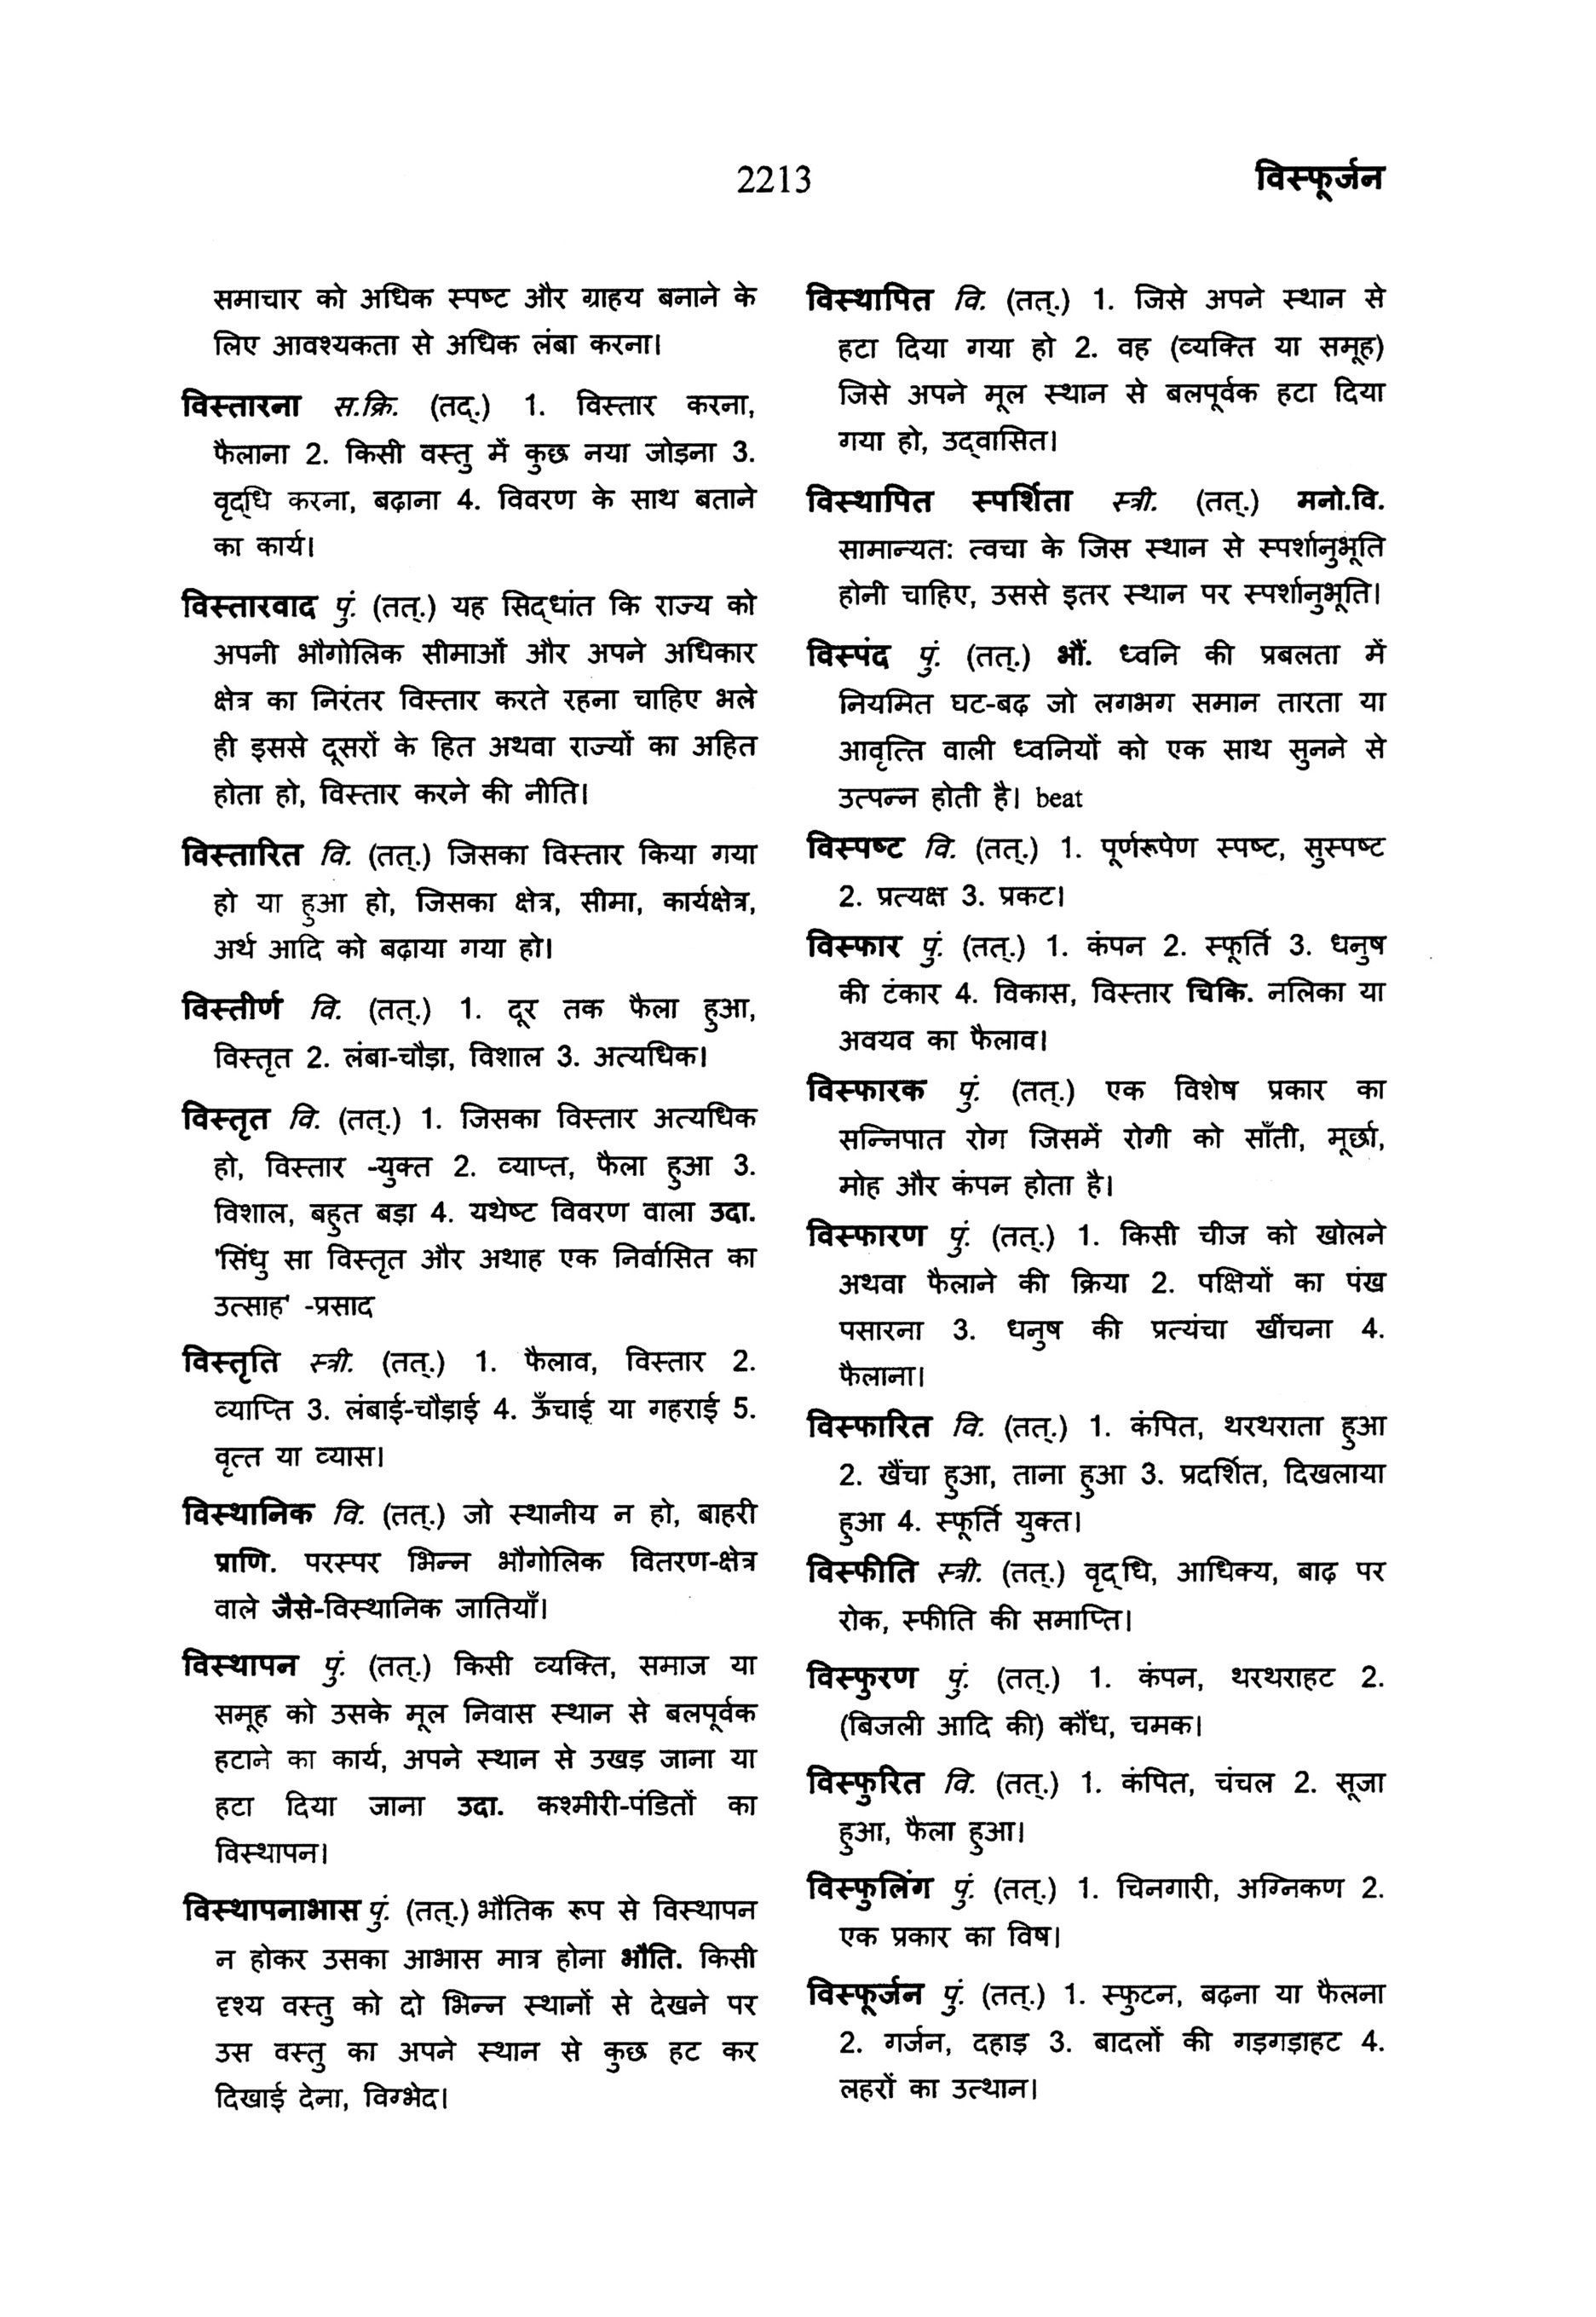 2213
विस्फूर्जन
समाचार को अधिक स्पष्ट और ग्राह्य बनाने के
लिए आवश्यकता से अधिक लंबा करना।
विस्तारना स.क्रि. (तद्.) 1. विस्तार करना,
फैलाना 2. किसी वस्तु में कुछ नया जोड़ना 3.
वृद्धि करना, बढ़ाना 4. विवरण के साथ बताने
का कार्य।
विस्तारवाद पुं. (तत्.) यह सिद्धांत कि राज्य को
अपनी भौगोलिक सीमाओं और अपने अधिकार
क्षेत्र का निरंतर विस्तार करते रहना चाहिए भले
ही इससे दूसरों के हित अथवा राज्यों का अहित
होता हो, विस्तार करने की नीति।
विस्तारित वि. (तत्.) जिसका विस्तार किया गया
हो या हुआ हो, जिसका क्षेत्र, सीमा, कार्यक्षेत्र,
अर्थ आदि को बढ़ाया गया हो।
विस्तीर्ण वि. (तत्.) 1. दूर तक फैला हुआ,
विस्तृत 2. लंबा-चौड़ा, विशाल 3. अत्यधिक।
विस्तृत वि. (तत्.) 1. जिसका विस्तार अत्यधिक
हो, विस्तार -युक्त 2. व्याप्त, फैला हुआ 3.
विशाल, बहुत बड़ा 4. यथेष्ट विवरण वाला उदा.
'सिंधु सा विस्तृत और अथाह एक निर्वासित का
उत्साह' -प्रसाद
विस्तृति स्त्री. (तत्.) 1. फैलाव, विस्तार 2.
व्याप्ति 3. लंबाई-चौड़ाई 4. ऊँचाई या गहराई 5.
वृत्त या व्यास।
विस्थानिक वि. (तत्.) जो स्थानीय न हो, बाहरी
प्राणि. परस्पर भिन्न भौगोलिक वितरण-क्षेत्र
वाले जैसे-विस्थानिक जातियाँ।
विस्थापन पुं. (तत्.) किसी व्यक्ति, समाज या
समूह को उसके मूल निवास स्थान से बलपूर्वक
हटाने का कार्य, अपने स्थान से उखड़ जाना या
हटा दिया जाना उदा. कश्मीरी-पंडितों का
विस्थापन।
विस्थापनाभास पुं. (तत्.) भौतिक रूप से विस्थापन
न होकर उसका आभास मात्र होना भौति. किसी
दृश्य वस्तु को दो भिन्न स्थानों से देखने पर
उस वस्तु का अपने स्थान से कुछ हट कर
दिखाई देना, विग्भेद।
विस्थापित वि. (तत्.) 1. जिसे अपने स्थान से
हटा दिया गया हो 2. वह (व्यक्ति या समूह)
जिसे अपने मूल स्थान से बलपूर्वक हटा दिया
गया हो, उद्वासित।
विस्थापित स्पर्शिता स्त्री. (तत्.) मनो.वि.
सामान्यत: त्वचा के जिस स्थान से स्पर्शानुभूति
होनी चाहिए, उससे इतर स्थान पर स्पर्शानुभूति।
विस्पंद पुं. (तत्.) भौं. ध्वनि की प्रबलता में
नियमित घट-बढ़ जो लगभग समान तारता या
आवृत्ति वाली ध्वनियों को एक साथ सुनने से
उत्पन्न होती है। beat
विस्पष्ट वि. (तत्.) 1. पूर्णरूपेण स्पष्ट, सुस्पष्ट
2. प्रत्यक्ष 3. प्रकट।
विस्फार पुं. (तत्.) 1. कंपन 2. स्फूर्ति 3. धनुष
की टंकार 4. विकास, विस्तार चिकि. नलिका या
अवयव का फैलाव।
विस्फारक पुं. (तत्.) एक विशेष प्रकार का
सन्निपात रोग जिसमें रोगी को साँती, मूर्छा,
मोह और कंपन होता है।
विस्फारण पुं. (तत्.) 1. किसी चीज को खोलने
अथवा फैलाने की क्रिया 2. पक्षियों का पंख
पसारना 3. धनुष की प्रत्यंचा खींचना 4.
फैलाना।
विस्फारित वि. (तत्.) 1. कंपित, थरथराता हुआ
2. खैंचा हुआ, ताना हुआ 3. प्रदर्शित, दिखलाया
हुआ 4. स्फूर्ति युक्त।
विस्फीति स्त्री. (तत्.) वृद्धि, आधिक्य, बाढ़ पर
रोक, स्फीति की समाप्ति।
विस्फुरण पुं. (तत्.) 1. कंपन, थरथराहट 2.
(बिजली आदि की) कौंध, चमक।
विस्फुरित वि. (तत्.) 1. कंपित, चंचल 2. सूजा
हुआ, फैला हुआ।
विस्फुलिंग पुं. (तत्.) 1. चिनगारी, अग्निकण 2.
एक प्रकार का विष।
विस्फूर्जन पुं. (तत्.) 1. स्फुटन, बढ़ना या फैलना
2. गर्जन, दहाड़ 3. बादलों की गड़गड़ाहट 4.
लहरों का उत्थान।